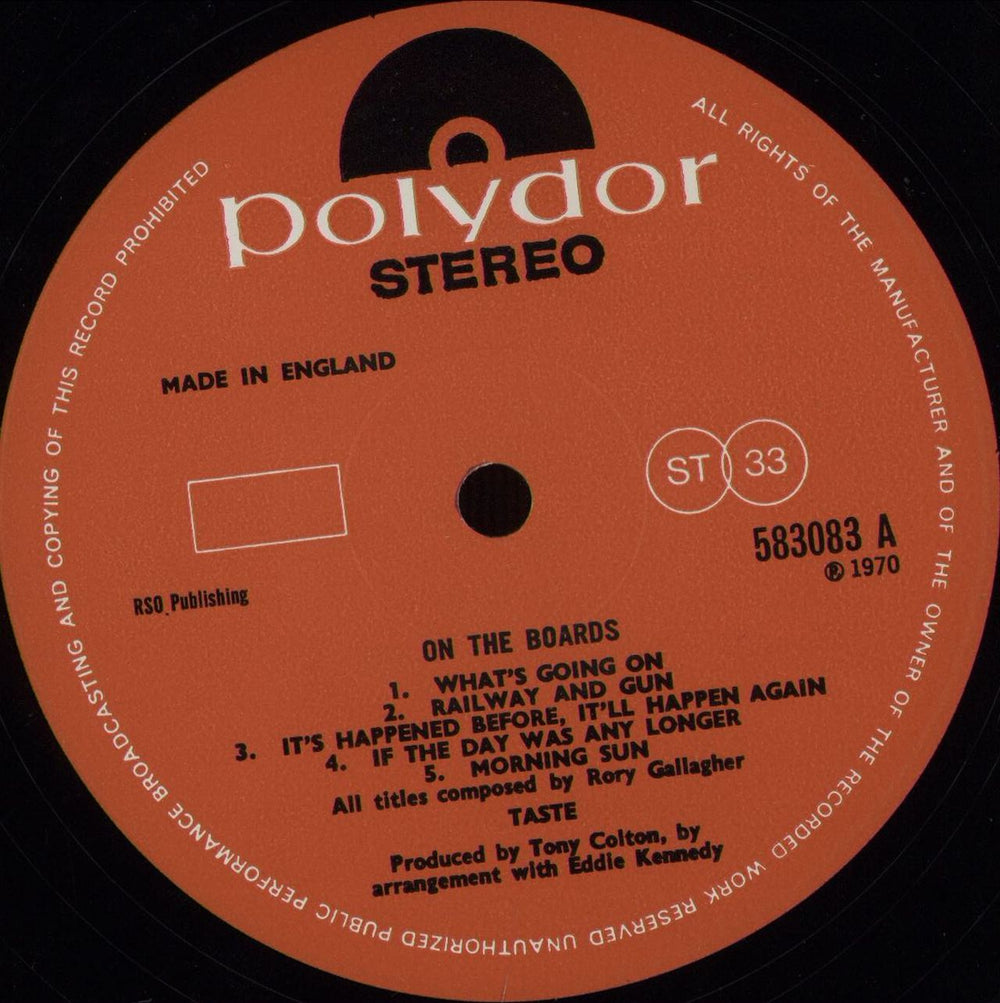 polydor
STEREO
MADE IN ENGLAND
ST 33
583083 A
℗ 1970
RSO Publishing
ON THE BOARDS
1. WHAT'S GOING ON
2. RAILWAY AND GUN
3. IT'S HAPPENED BEFORE, IT'LL HAPPEN AGAIN
4. IF THE DAY WAS ANY LONGER
5. MORNING SUN
All titles composed by Rory Gallagher
TASTE
Produced by Tony Colton, by
arrangement with Eddie Kennedy
ALL RIGHTS OF THE MANUFACTURER AND OF THE OWNER OF THE RECORDED WORK RESERVED UNAUTHORIZED PUBLIC PERFORMANCE BROADCASTING AND COPYING OF THIS RECORD PROHIBITED